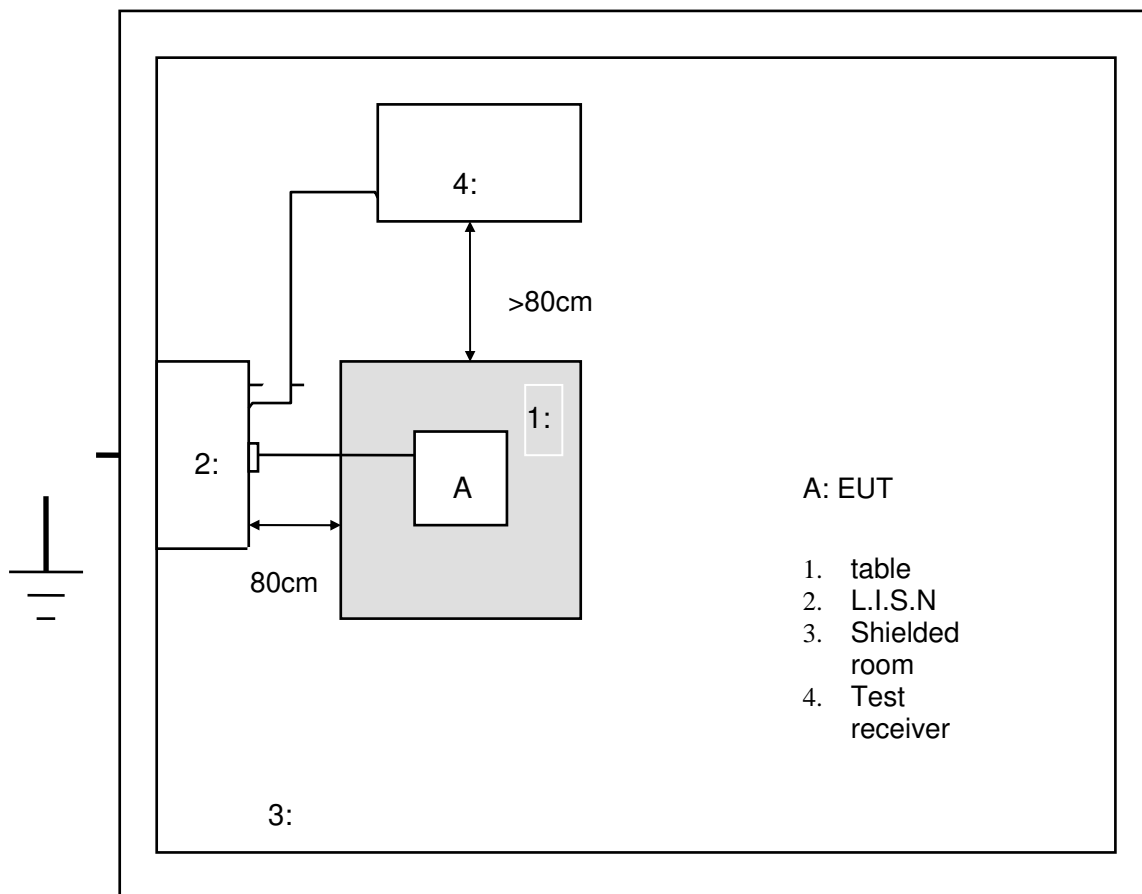 4:
>80cm
1:
2:
A
A: EUT
80cm
1. table
2. L.I.S.N
3. Shielded
room
4. Test
receiver
3: